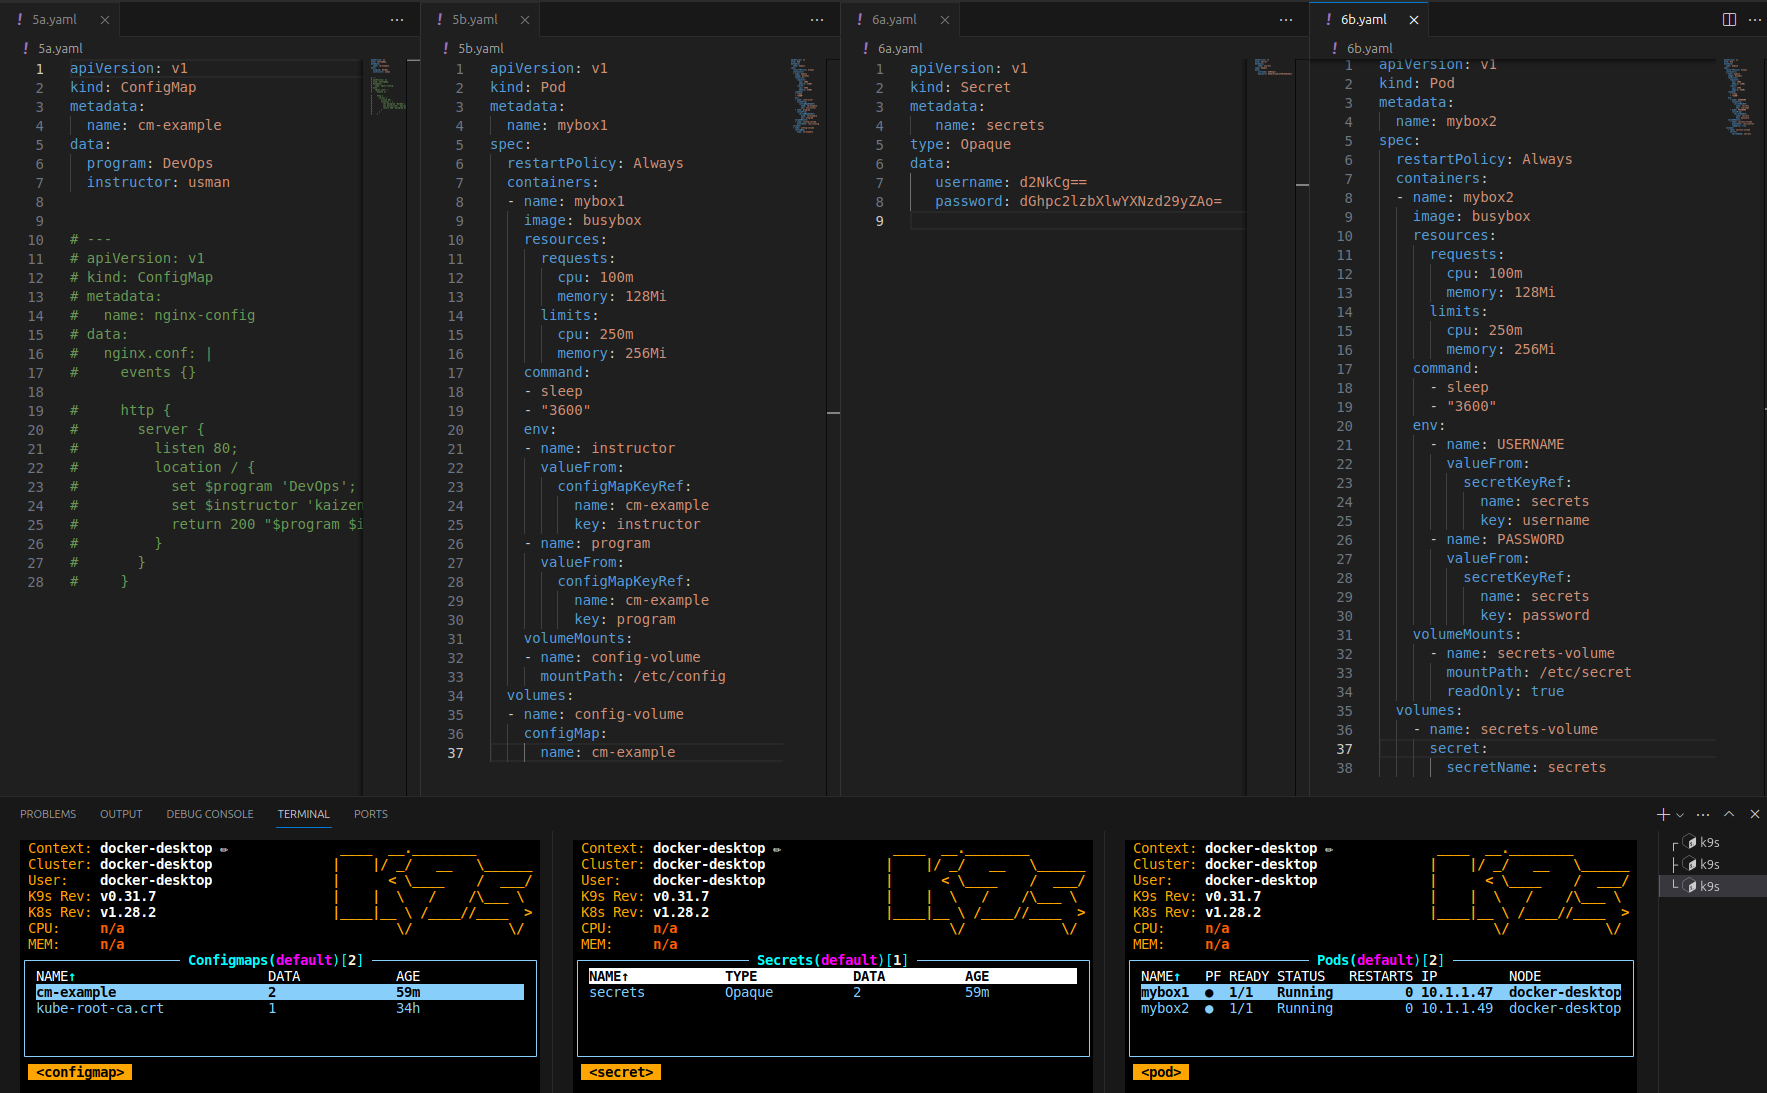 5a.yaml
5a.yaml
1 apiVersion: v1
2 kind: ConfigMap
3 metadata:
4 name: cm-example
5 data:
6 program: DevOps
7 instructor: usman
8
9
10 # ---
11 # apiVersion: v1
12 # kind: ConfigMap
13 # metadata:
14 # name: nginx-config
15 # data:
16 # nginx.conf: |
17 # events {}
18
19 # http {
20 # server {
21 # listen 80;
22 # location / {
23 # set $program 'DevOps';
24 # set $instructor 'kaizen
25 # return 200 "$program $i
26 # }
27 # }
28 # }
5b.yaml
5b.yaml
1 apiVersion: v1
2 kind: Pod
3 metadata:
4 name: mybox1
5 spec:
6 restartPolicy: Always
7 containers:
8 - name: mybox1
9 image: busybox
10 resources:
11 requests:
12 cpu: 100m
13 memory: 128Mi
14 limits:
15 cpu: 250m
16 memory: 256Mi
17 command:
18 - sleep
19 - "3600"
20 env:
21 - name: instructor
22 valueFrom:
23 configMapKeyRef:
24 name: cm-example
25 key: instructor
26 - name: program
27 valueFrom:
28 configMapKeyRef:
29 name: cm-example
30 key: program
31 volumeMounts:
32 - name: config-volume
33 mountPath: /etc/config
34 volumes:
35 - name: config-volume
36 configMap:
37 name: cm-example
6a.yaml
6a.yaml
1 apiVersion: v1
2 kind: Secret
3 metadata:
4 name: secrets
5 type: Opaque
6 data:
7 username: d2NkCg==
8 password: dGhpc2lzbXlwYXNzd29yZAo=
9
6b.yaml
6b.yaml
1 apiVersion: v1
2 kind: Pod
3 metadata:
4 name: mybox2
5 spec:
6 restartPolicy: Always
7 containers:
8 - name: mybox2
9 image: busybox
10 resources:
11 requests:
12 cpu: 100m
13 memory: 128Mi
14 limits:
15 cpu: 250m
16 memory: 256Mi
17 command:
18 - sleep
19 - "3600"
20 env:
21 - name: USERNAME
22 valueFrom:
23 secretKeyRef:
24 name: secrets
25 key: username
26 - name: PASSWORD
27 valueFrom:
28 secretKeyRef:
29 name: secrets
30 key: password
31 volumeMounts:
32 - name: secrets-volume
33 mountPath: /etc/secret
34 readOnly: true
35 volumes:
36 - name: secrets-volume
37 secret:
38 secretName: secrets
PROBLEMS OUTPUT DEBUG CONSOLE TERMINAL PORTS
Context: docker-desktop
Cluster: docker-desktop
User: docker-desktop
K9s Rev: v0.31.7
K8s Rev: v1.28.2
CPU: n/a
MEM: n/a
K9s
Configmaps(default)[2]
NAME↑ DATA AGE
cm-example 2 59m
kube-root-ca.crt 1 34h
<configmap>
Context: docker-desktop
Cluster: docker-desktop
User: docker-desktop
K9s Rev: v0.31.7
K8s Rev: v1.28.2
CPU: n/a
MEM: n/a
K9s
Secrets(default)[1]
NAME↑ TYPE DATA AGE
secrets Opaque 2 59m
<secret>
Context: docker-desktop
Cluster: docker-desktop
User: docker-desktop
K9s Rev: v0.31.7
K8s Rev: v1.28.2
CPU: n/a
MEM: n/a
K9s
Pods(default)[2]
NAME↑ PF READY STATUS RESTARTS IP NODE
mybox1 ● 1/1 Running 0 10.1.1.47 docker-desktop
mybox2 ● 1/1 Running 0 10.1.1.49 docker-desktop
<pod>
k9s
k9s
k9s